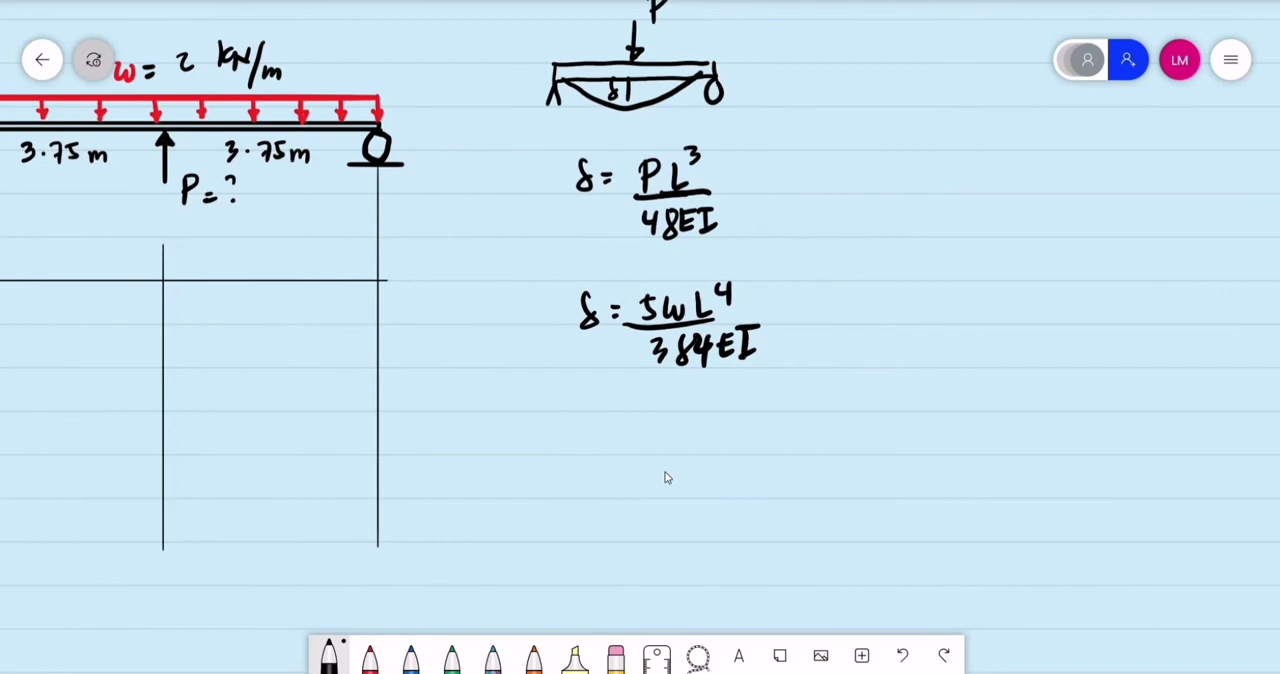 P
w = 2 kN/m
LM
δ1
3.75 m 3.75 m
P = ?
δ = PL³
48EI
δ = 5wL⁴
384EI
A